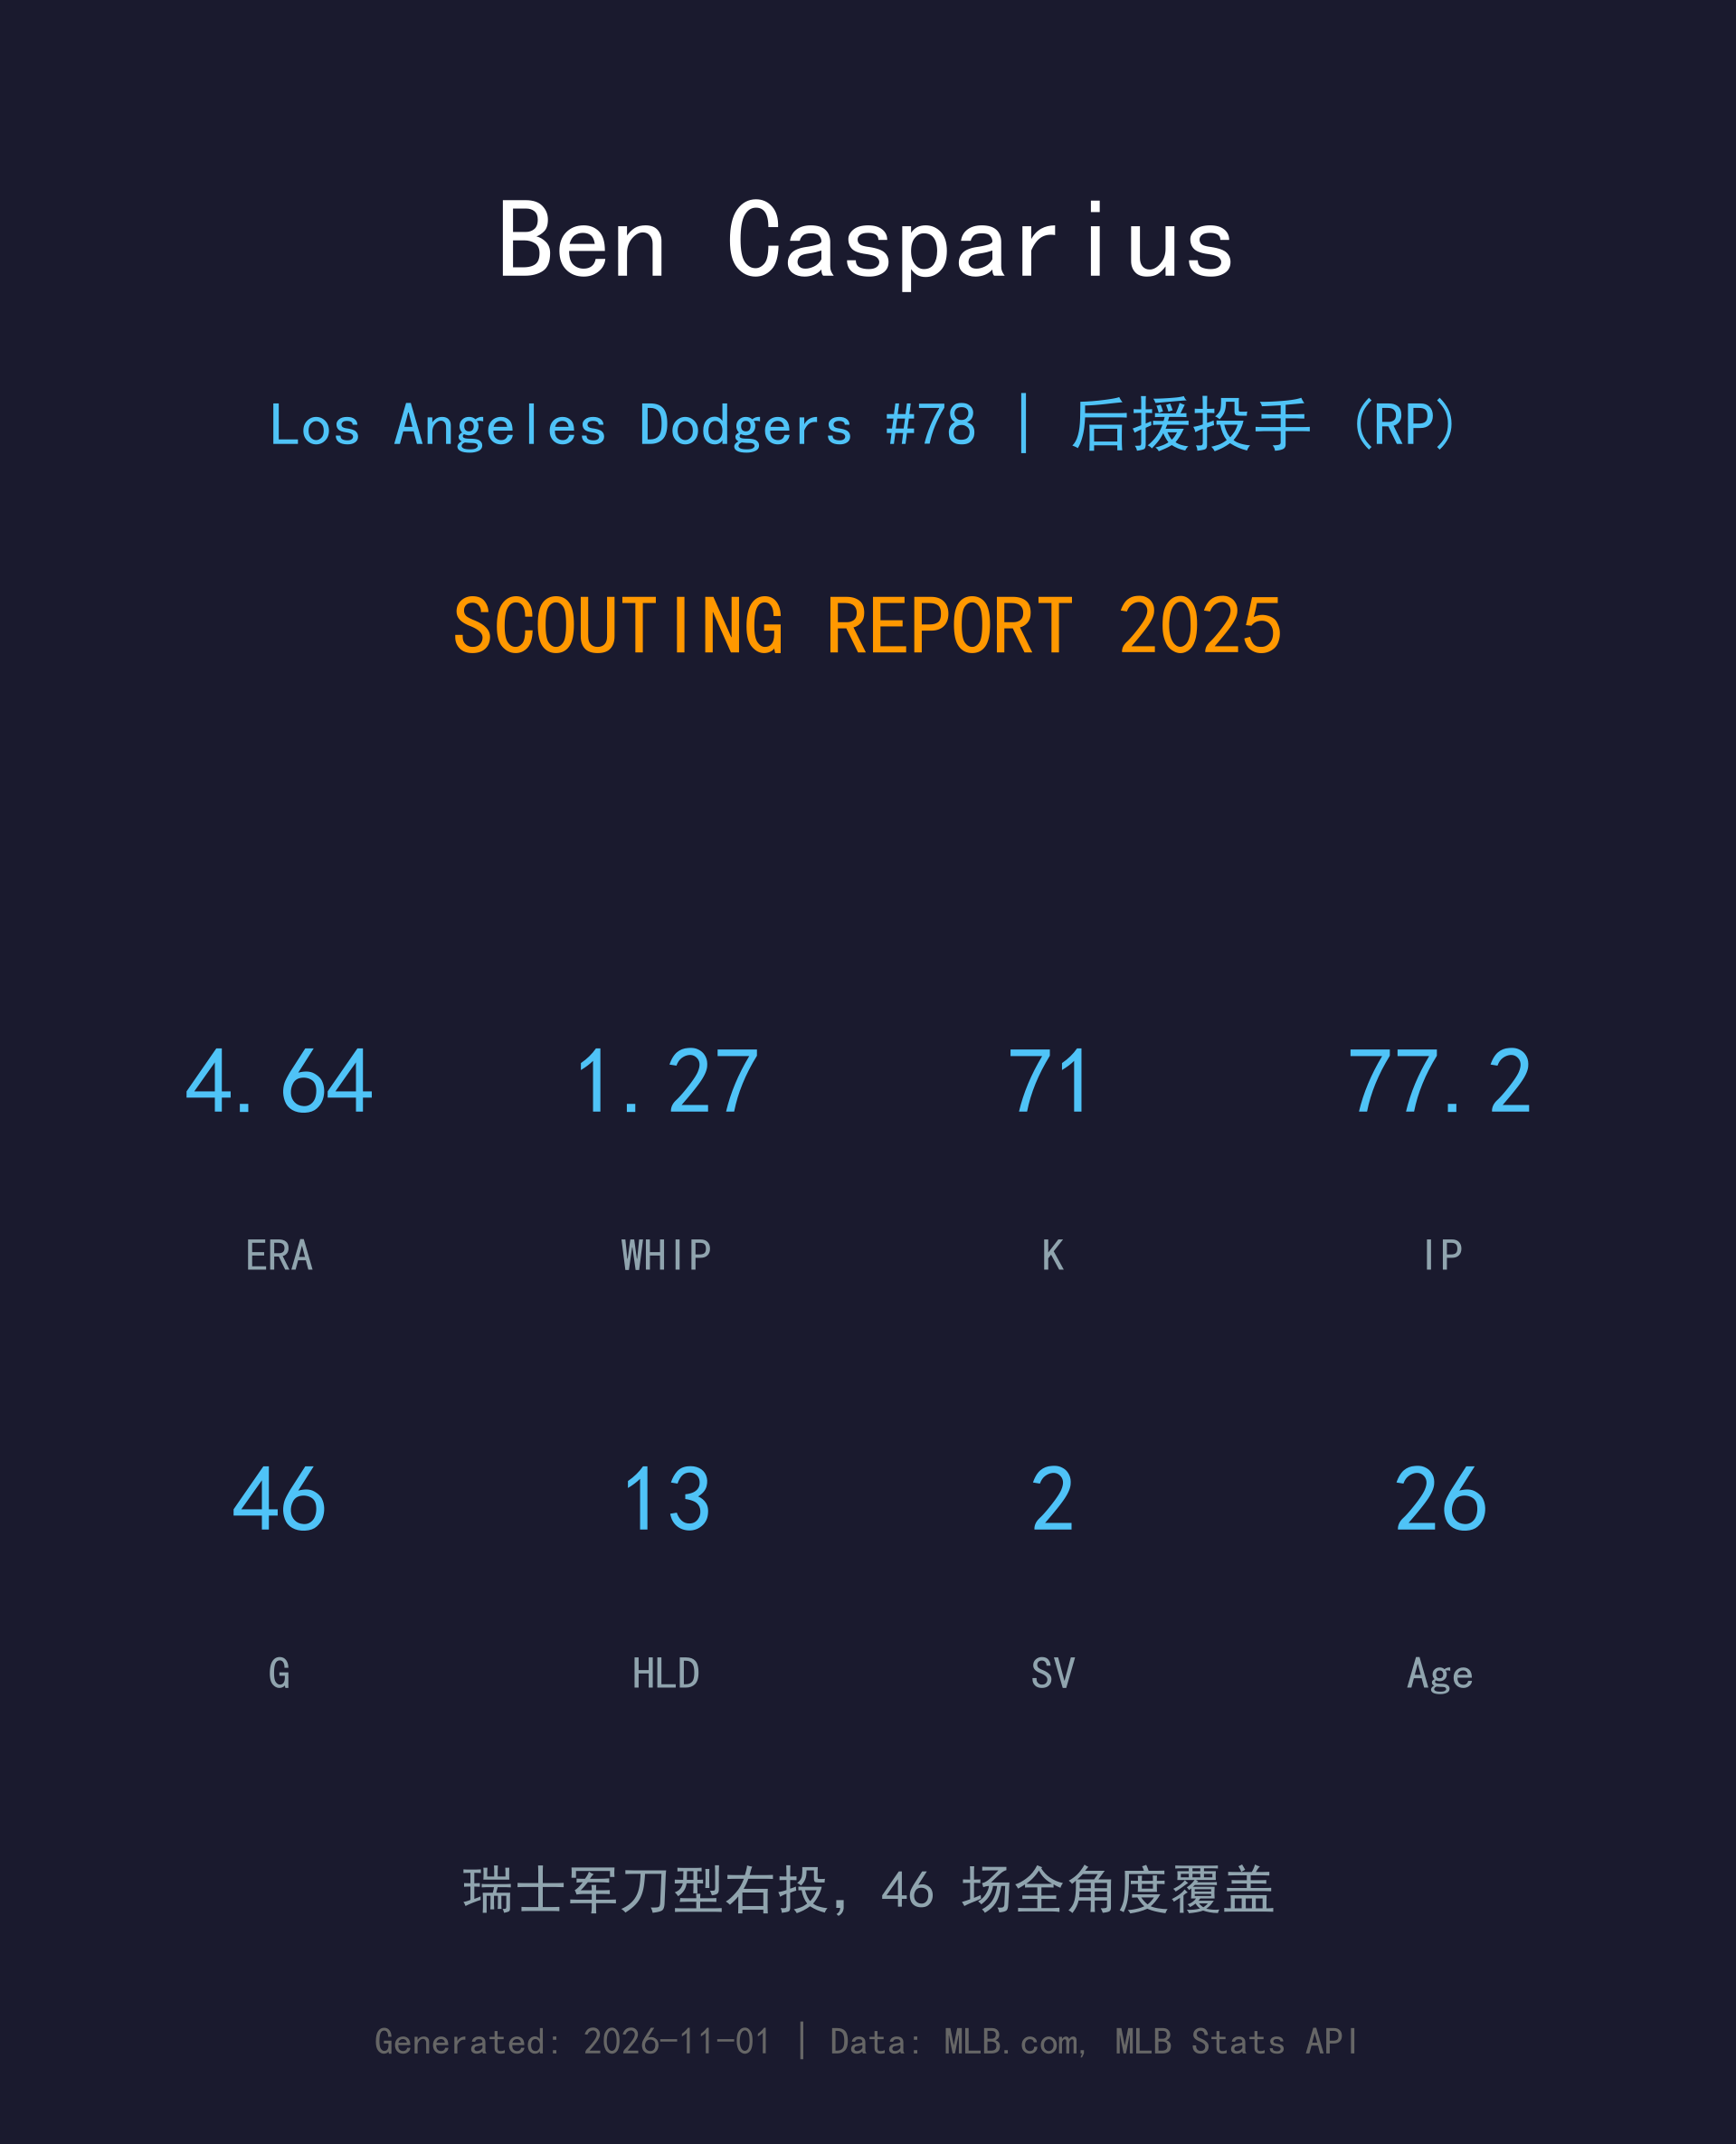 Ben Casparius
Los Angeles Dodgers #78 | 后援投手 (RP)
SCOUTING REPORT 2025
4.64 1.27 71 77.2
ERA WHIP K IP
46 13 2 26
G HLD SV Age
瑞士军刀型右投, 46 场全角度覆盖
Generated: 2026-11-01 | Data: MLB.com, MLB Stats API